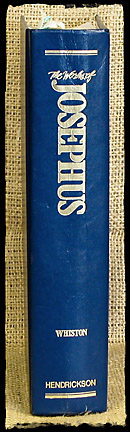 The Works of
JOSEPHUS
WHISTON
HENDRICKSON